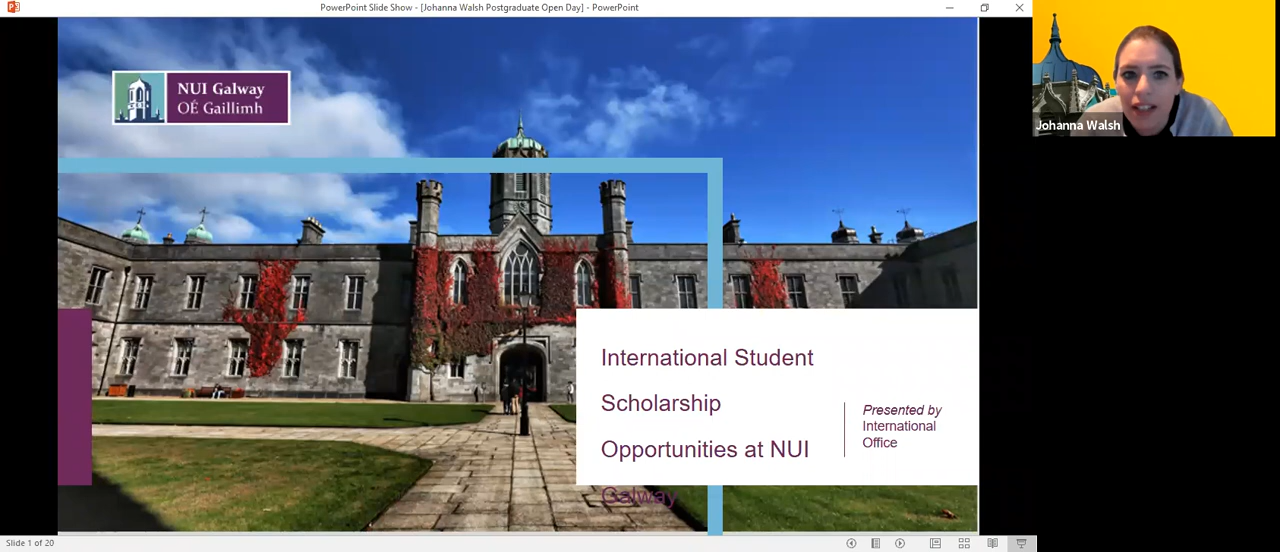 PowerPoint Slide Show - [Johanna Walsh Postgraduate Open Day] - PowerPoint
NUI Galway
OÉ Gaillimh
Johanna Walsh
International Student
Scholarship
Opportunities at NUI
Galway
Presented by
International
Office
Slide 1 of 20